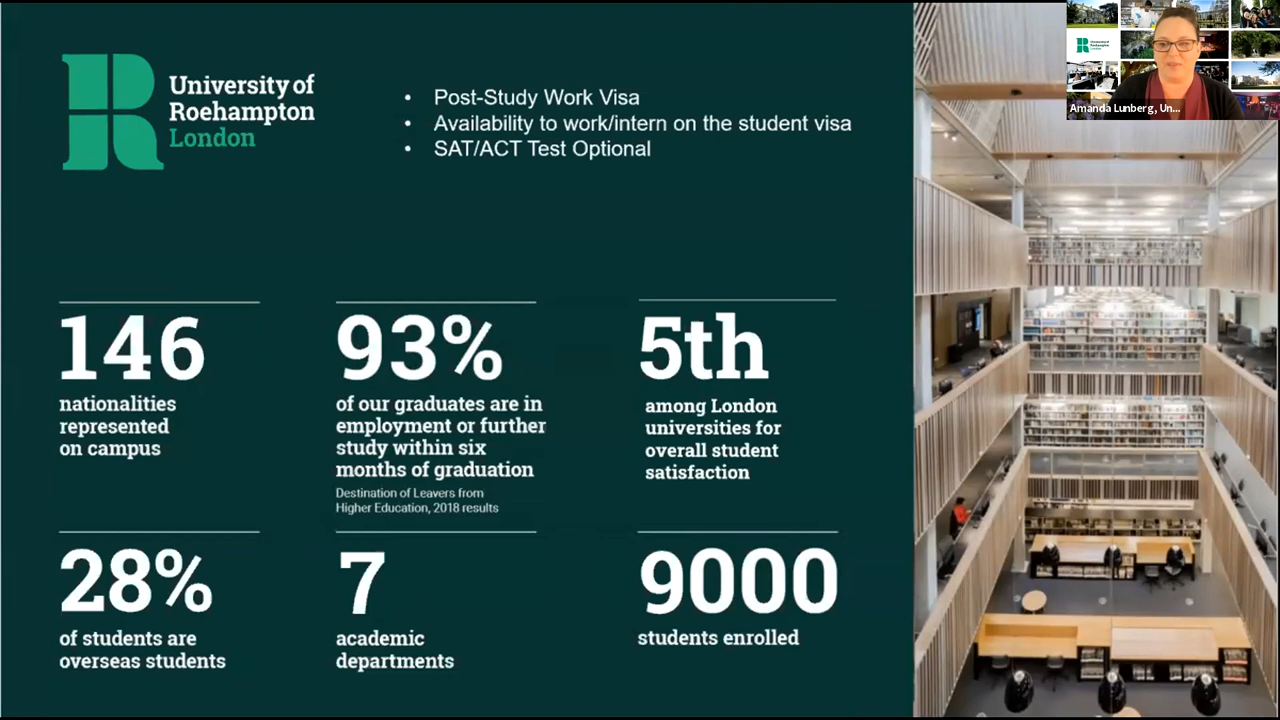 University of
Roehampton
London
• Post-Study Work Visa
• Availability to work/intern on the student visa
• SAT/ACT Test Optional
Amanda Lunberg, Un...
146
nationalities
represented
on campus
93%
of our graduates are in
employment or further
study within six
months of graduation
Destination of Leavers from
Higher Education, 2018 results
5th
among London
universities for
overall student
satisfaction
28%
of students are
overseas students
7
academic
departments
9000
students enrolled